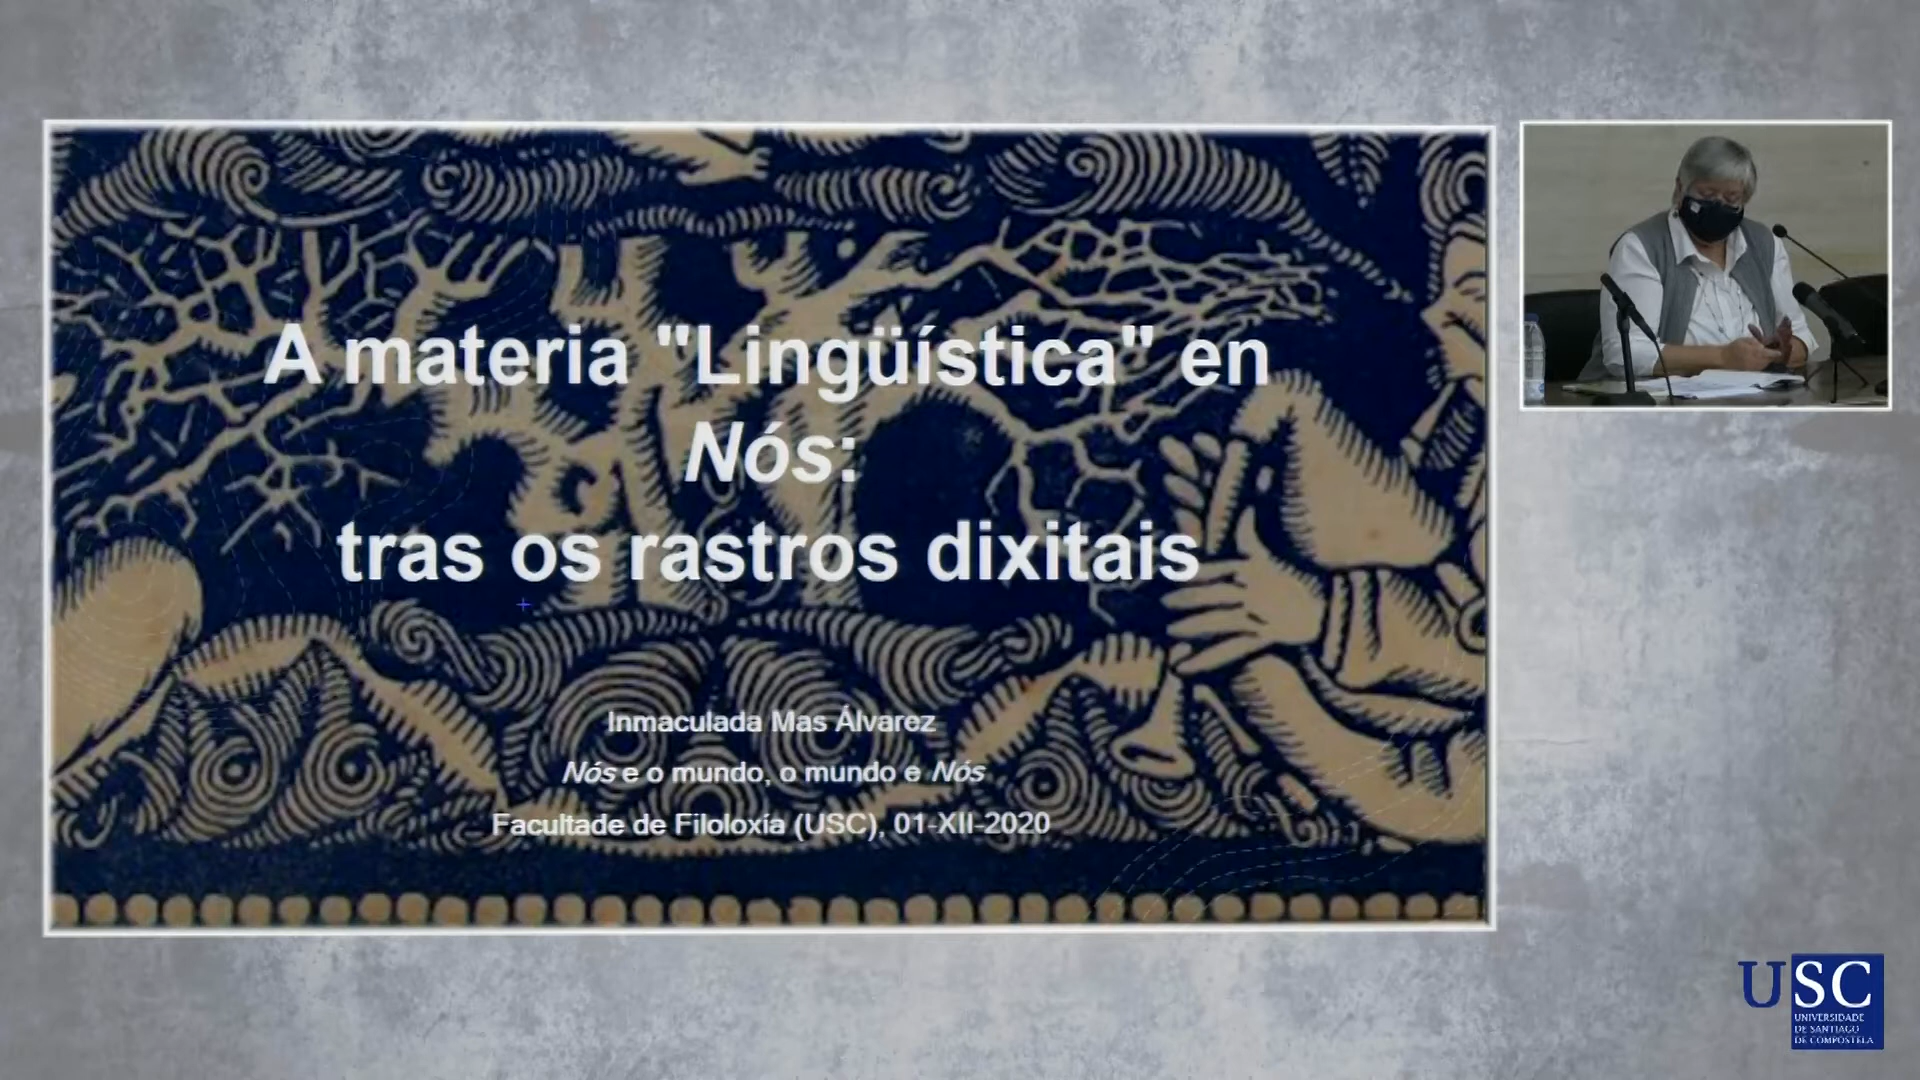 A materia "Lingüística" en
Nós:
tras os rastros dixitais
Inmaculada Mas Álvarez
Nós e o mundo, o mundo e Nós
Facultade de Filoloxía (USC), 01-XII-2020
USC
UNIVERSIDADE
DE SANTIAGO
DE COMPOSTELA